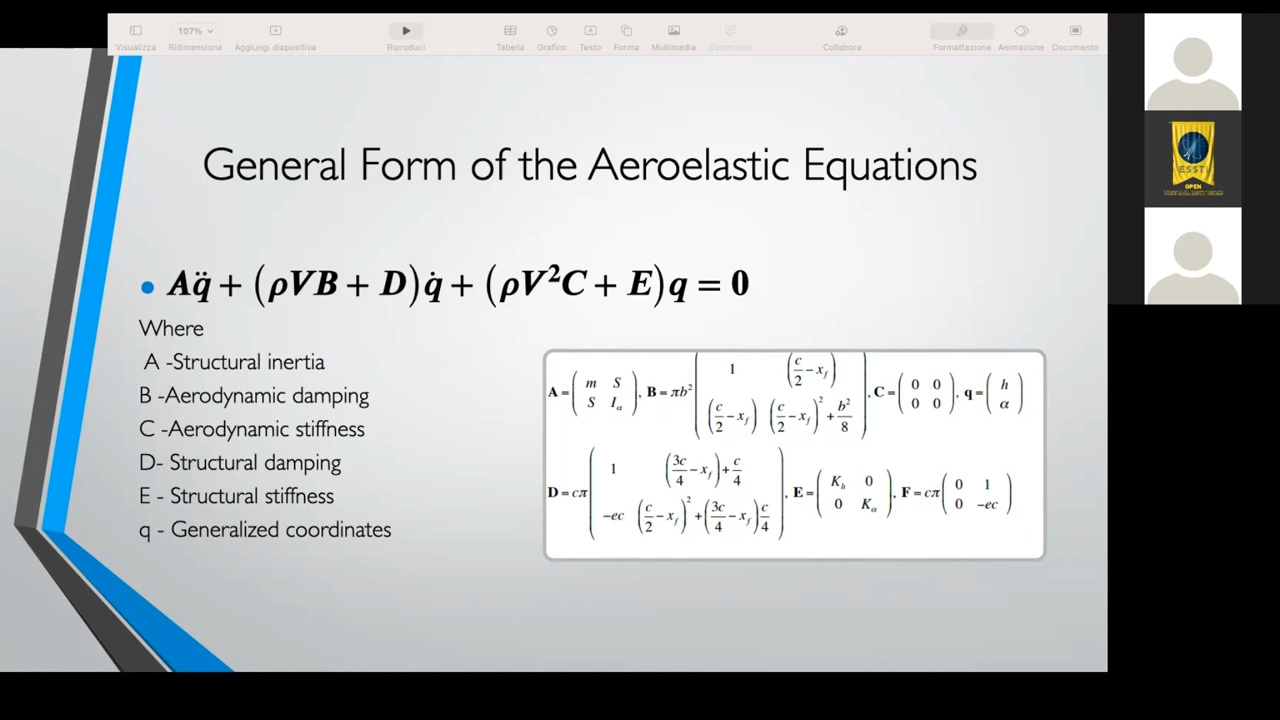 107%
Visualizza Ridimensiona Aggiungi diapositiva Riproduci Tabella Grafico Testo Forma Multimedia Commento Collabora Formattazione Animazione Documento
General Form of the Aeroelastic Equations
• Aq̈ + (ρVB + D)q̇ + (ρV²C + E)q = 0
Where
A -Structural inertia
B -Aerodynamic damping
C -Aerodynamic stiffness
D- Structural damping
E - Structural stiffness
q - Generalized coordinates
A = (m S; S I_α), B = πb² (1 (c/2 − x_f); (c/2 − x_f) (c/2 − x_f)² + b²/8), C = (0 0; 0 0), q = (h; α)
D = cπ (1 (3c/4 − x_f) + c/4; −ec (c/2 − x_f)² + (3c/4 − x_f) c/4), E = (K_h 0; 0 K_α), F = cπ (0 1; 0 −ec)
ESSTI
OPEN